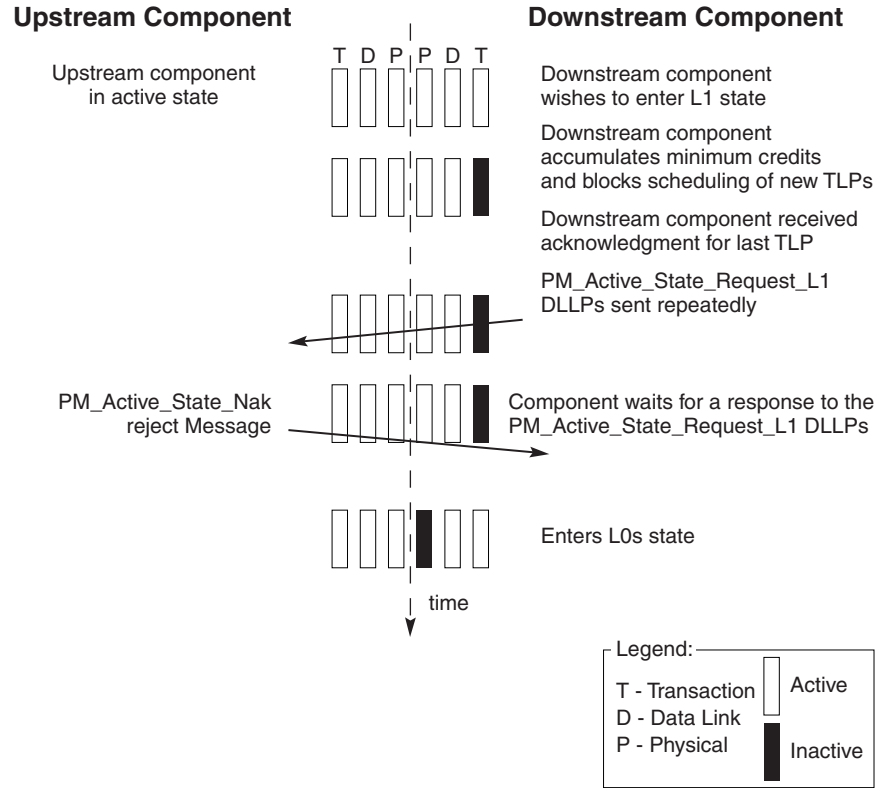 Upstream Component
Downstream Component
T D P P D T
Upstream component
in active state
Downstream component
wishes to enter L1 state
Downstream component
accumulates minimum credits
and blocks scheduling of new TLPs
Downstream component received
acknowledgment for last TLP
PM_Active_State_Request_L1
DLLPs sent repeatedly
PM_Active_State_Nak
reject Message
Component waits for a response to the
PM_Active_State_Request_L1 DLLPs
Enters L0s state
time
Legend:
T - Transaction
D - Data Link
P - Physical
Active
Inactive